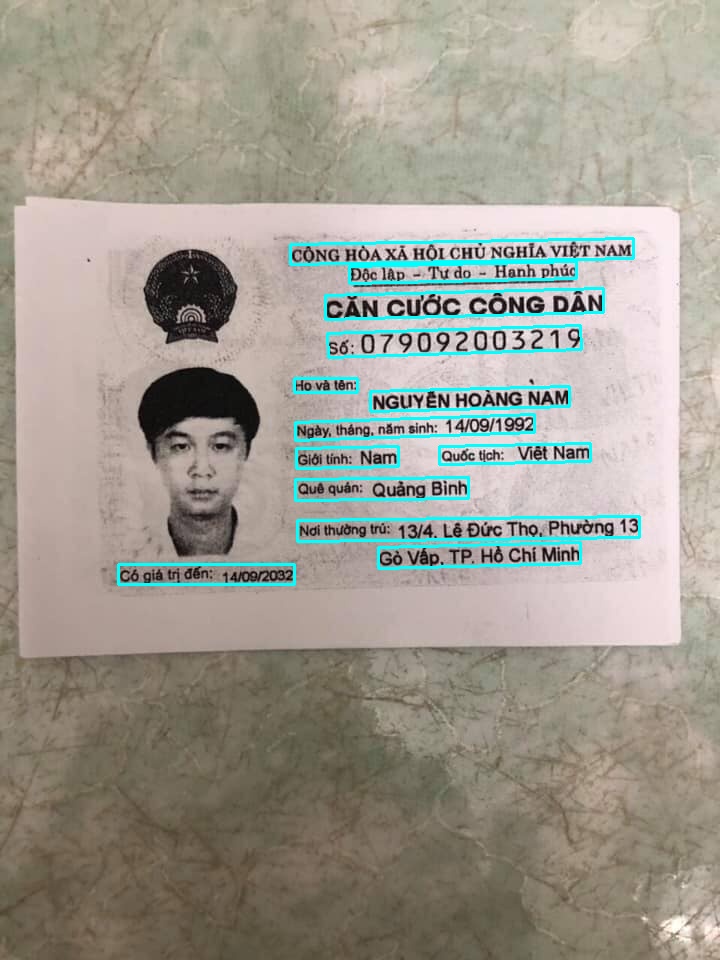 CỘNG HÒA XÃ HỘI CHỦ NGHĨA VIỆT NAM
Độc lập - Tự do - Hạnh phúc
CĂN CƯỚC CÔNG DÂN
Số: 079092003219
Họ và tên:
NGUYỄN HOÀNG NAM
Ngày, tháng, năm sinh: 14/09/1992
Giới tính: Nam Quốc tịch: Việt Nam
Quê quán: Quảng Bình
Nơi thường trú: 13/4, Lê Đức Thọ, Phường 13
Gò Vấp, TP. Hồ Chí Minh
Có giá trị đến: 14/09/2032